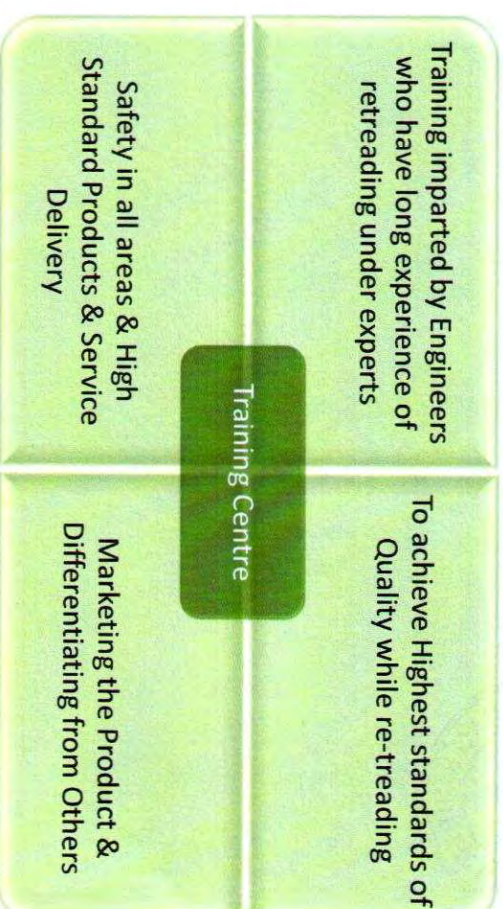 Training imparted by Engineers
who have long experience of
retreading under experts
To achieve Highest standards of
Quality while re-treading
Training Centre
Safety in all areas & High
Standard Products & Service
Delivery
Marketing the Product &
Differentiating from Others